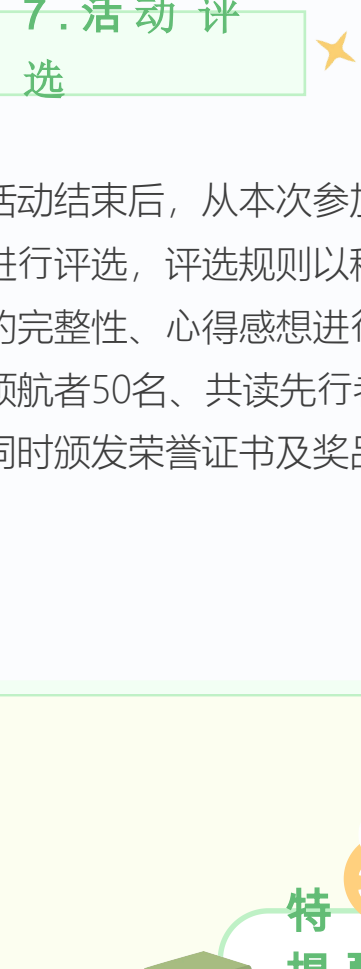 7.活动评
选
活动结束后，从本次参加
进行评选，评选规则以
的完整性、心得感想进行
领航者50名、共读先行者
同时颁发荣誉证书及奖品
特
提醒